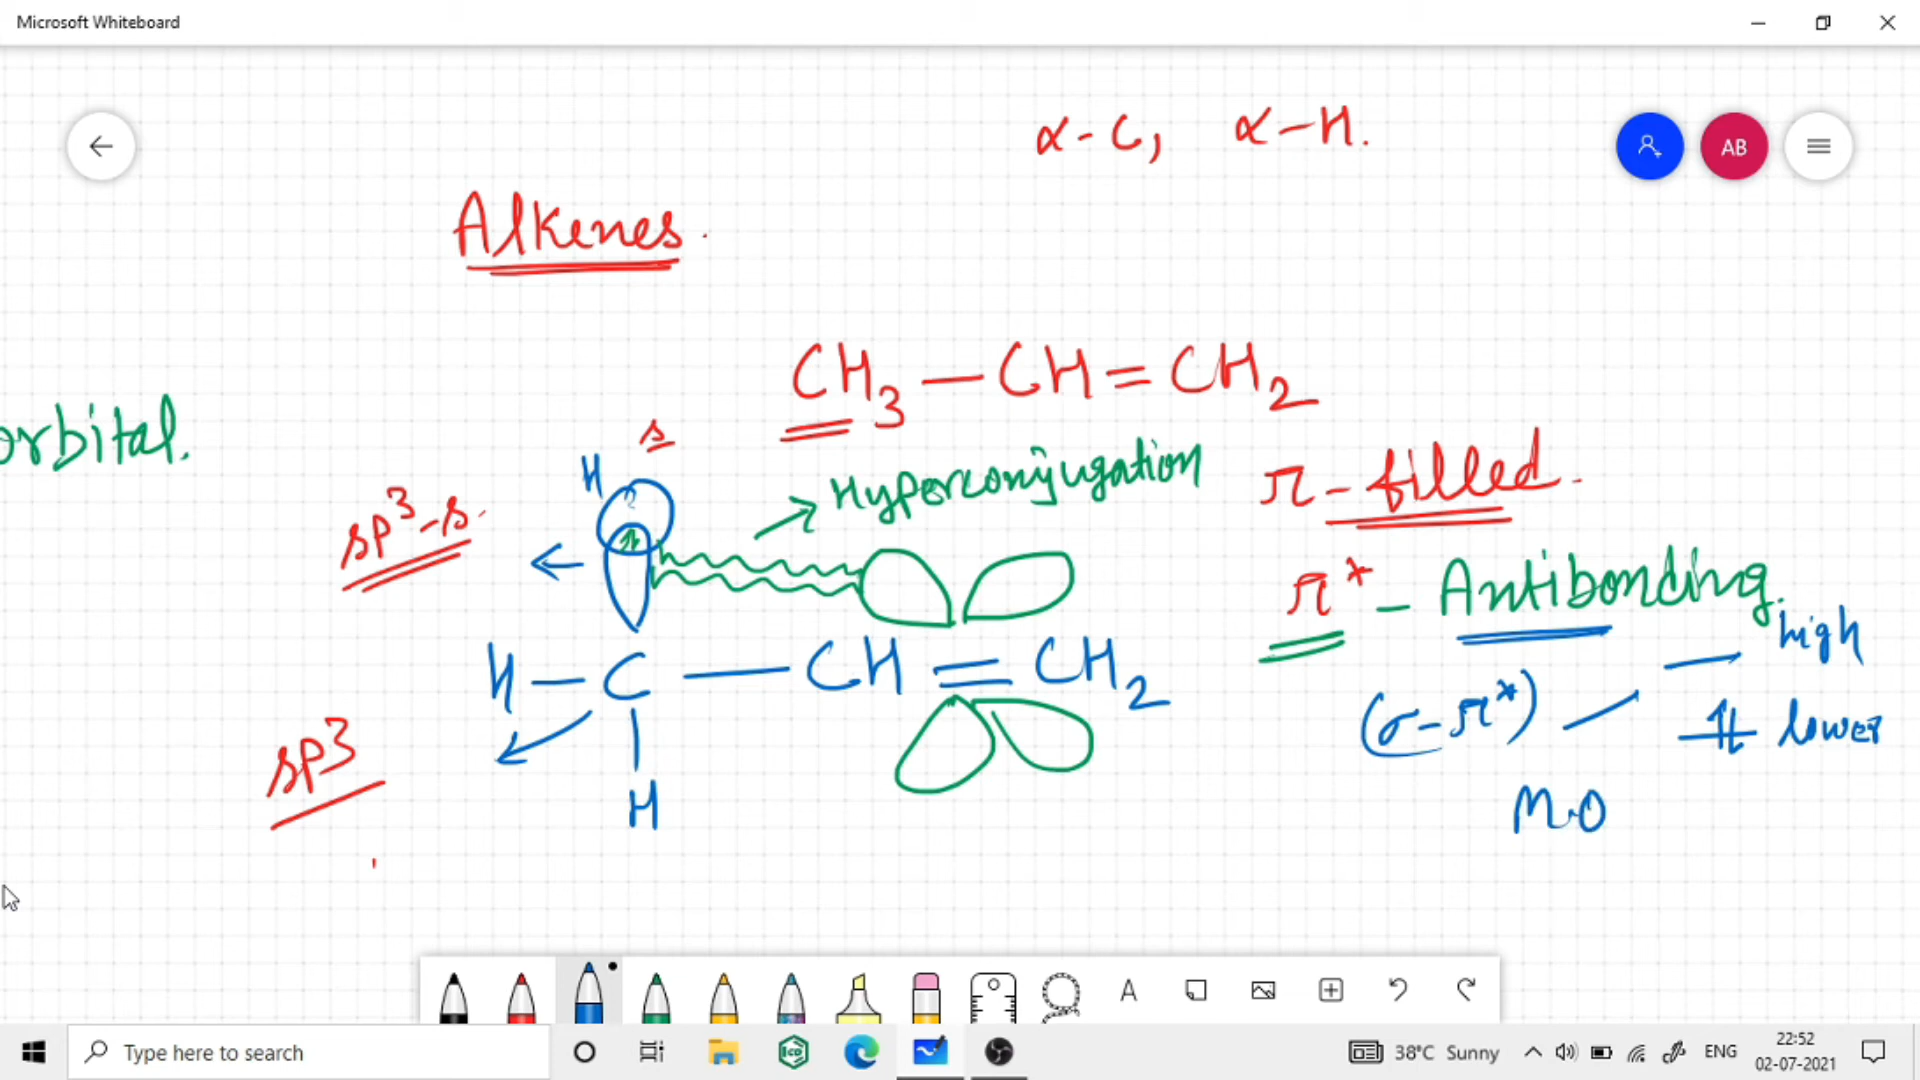 Microsoft Whiteboard
α-C, α-H.
AB
Alkenes.
CH3-CH=CH2
orbital.
s
H
Hyperconjugation
π-filled.
sp3-s.
π* - Antibonding.
high
H-C-CH=CH2
(σ-π*)
lower
sp3
H
M.O
A
Type here to search
38°C Sunny
ENG
22:52
02-07-2021